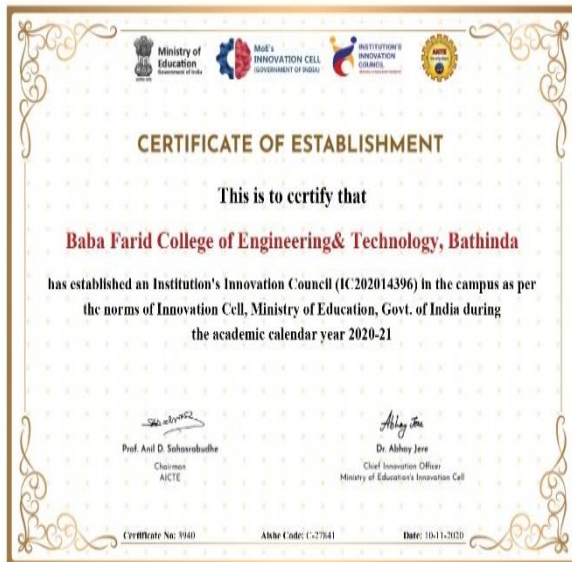 Ministry of
Education
Government of India
MoE's
INNOVATION CELL
(GOVERNMENT OF INDIA)
INSTITUTION'S
INNOVATION
COUNCIL
AICTE
CERTIFICATE OF ESTABLISHMENT
This is to certify that
Baba Farid College of Engineering& Technology, Bathinda
has established an Institution's Innovation Council (IC202014396) in the campus as per
the norms of Innovation Cell, Ministry of Education, Govt. of India during
the academic calendar year 2020-21
Abhay Jere
Prof. Anil D. Sahasrabudhe
Chairman
AICTE
Dr. Abhay Jere
Chief Innovation Officer
Ministry of Education's Innovation Cell
Certificate No: 3940
Aishe Code: C-27841
Date: 10-11-2020